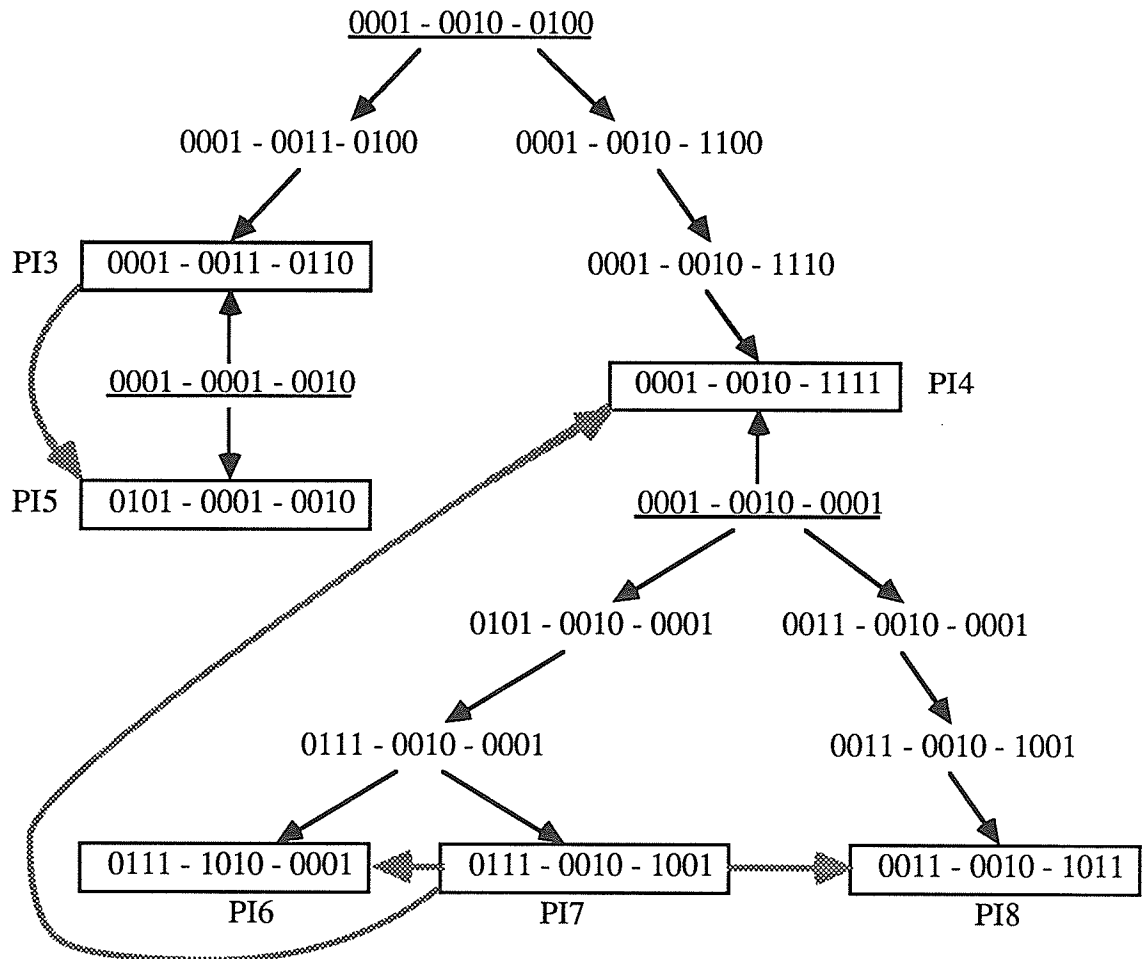 0001 - 0010 - 0100
0001 - 0011- 0100
0001 - 0010 - 1100
PI3
0001 - 0011 - 0110
0001 - 0010 - 1110
0001 - 0001 - 0010
0001 - 0010 - 1111
PI4
PI5
0101 - 0001 - 0010
0001 - 0010 - 0001
0101 - 0010 - 0001
0011 - 0010 - 0001
0111 - 0010 - 0001
0011 - 0010 - 1001
0111 - 1010 - 0001
0111 - 0010 - 1001
0011 - 0010 - 1011
PI6
PI7
PI8